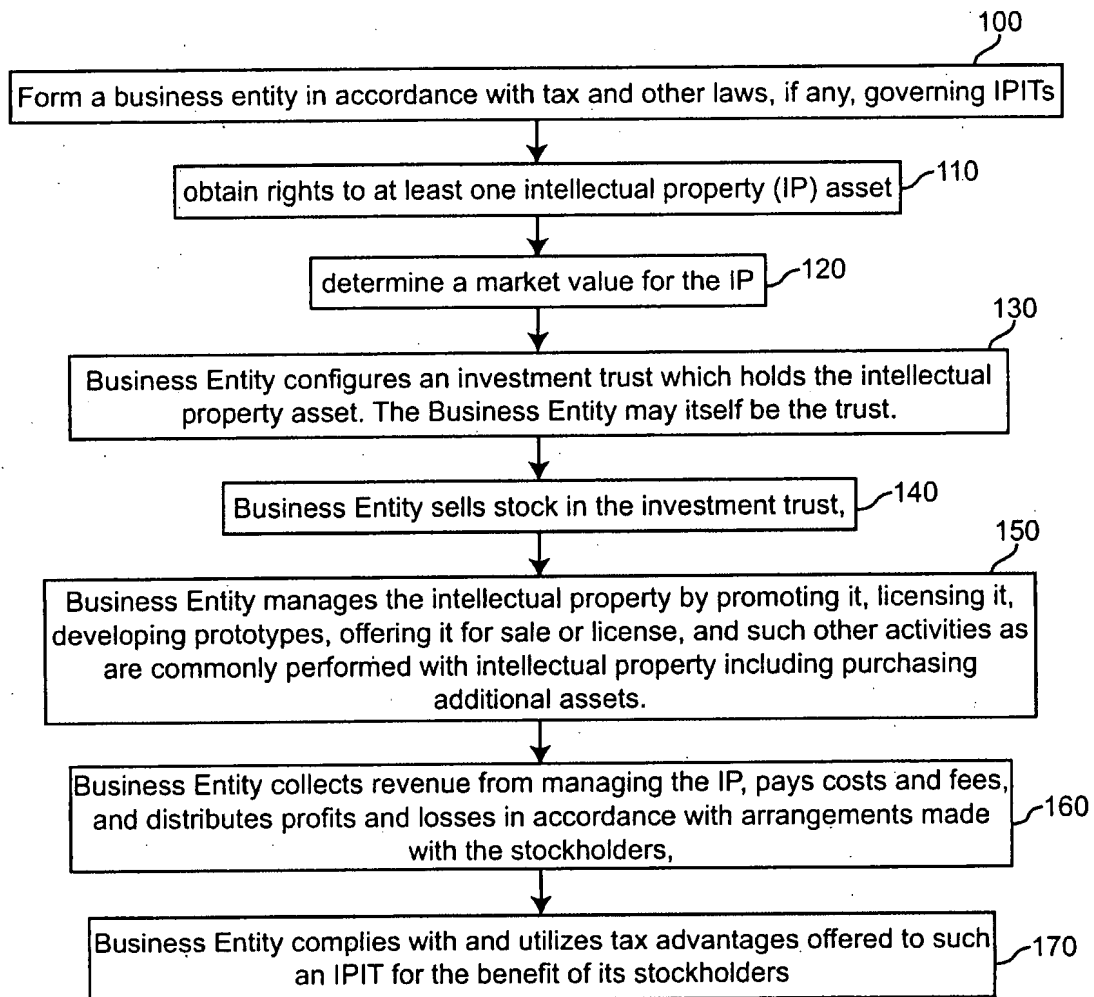 100
Form a business entity in accordance with tax and other laws, if any, governing IPITs
obtain rights to at least one intellectual property (IP) asset
110
determine a market value for the IP
120
130
Business Entity configures an investment trust which holds the intellectual
property asset. The Business Entity may itself be the trust.
Business Entity sells stock in the investment trust,
140
150
Business Entity manages the intellectual property by promoting it, licensing it,
developing prototypes, offering it for sale or license, and such other activities as
are commonly performed with intellectual property including purchasing
additional assets.
Business Entity collects revenue from managing the IP, pays costs and fees,
and distributes profits and losses in accordance with arrangements made
with the stockholders,
160
Business Entity complies with and utilizes tax advantages offered to such
an IPIT for the benefit of its stockholders
170